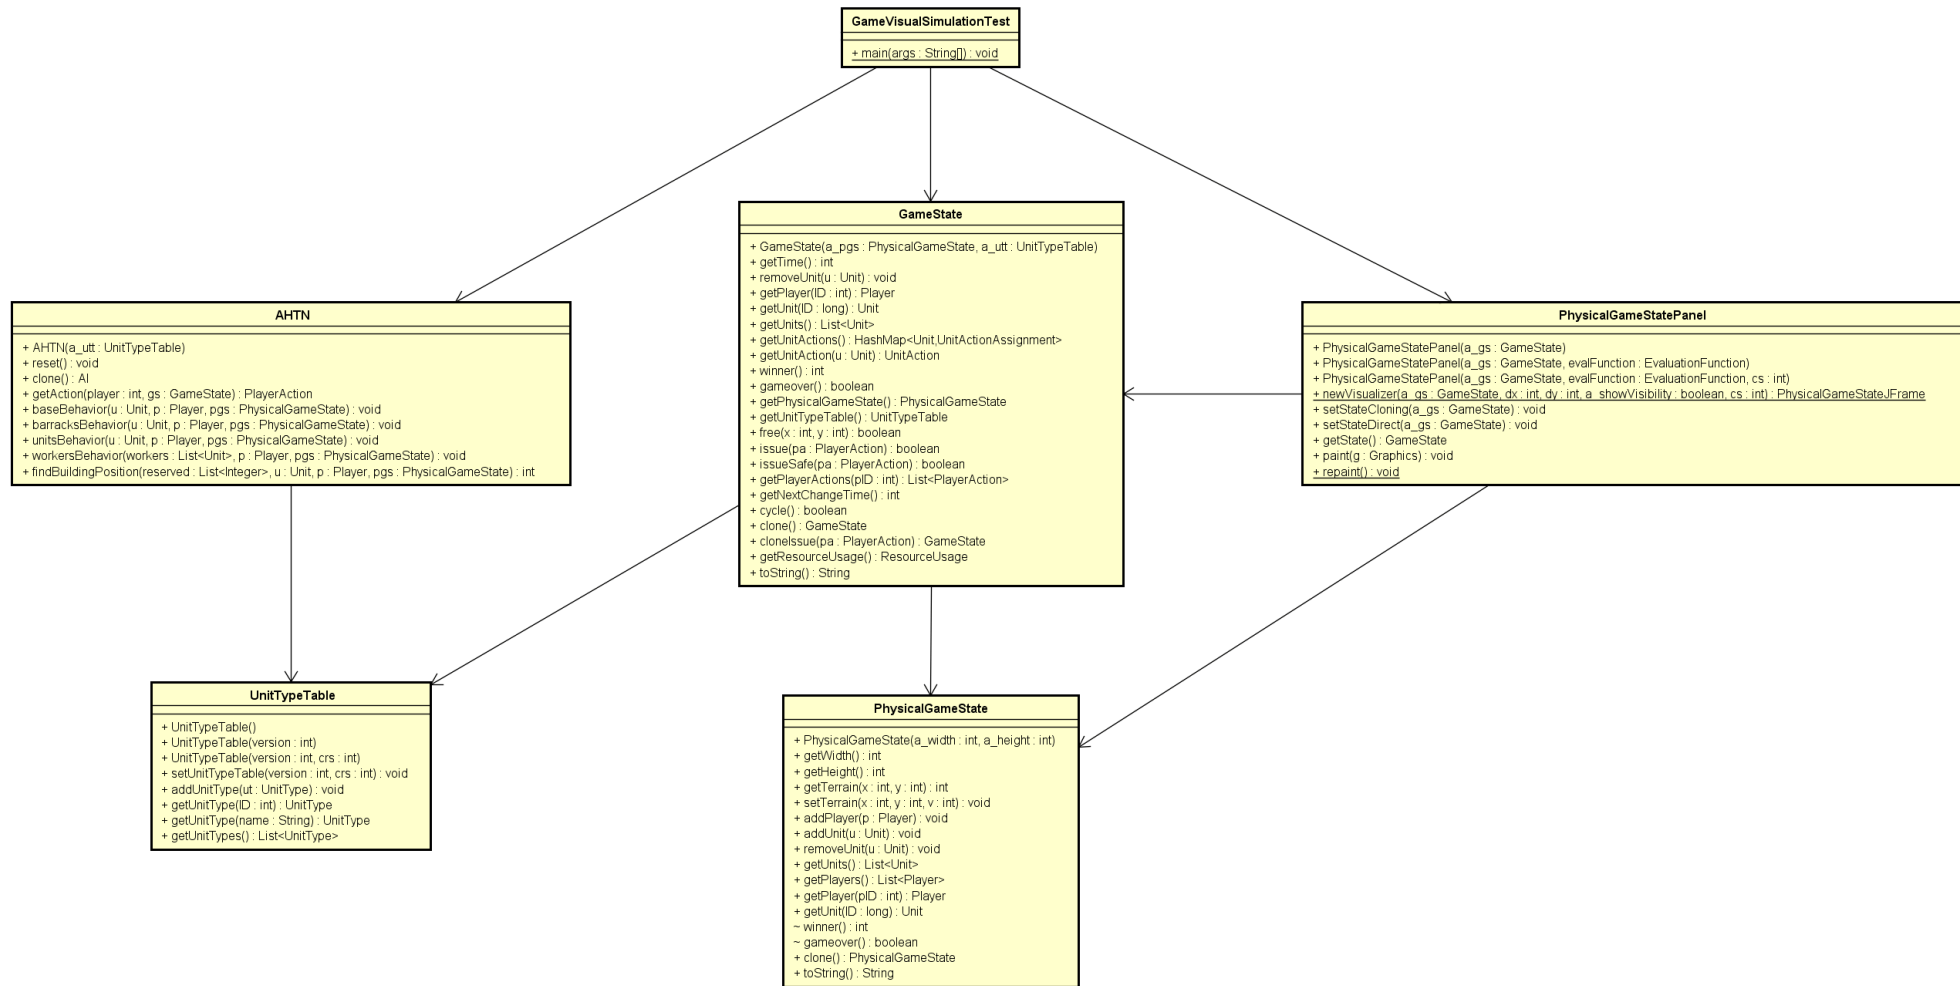 GameVisualSimulationTest
+ main(args : String[]) : void
GameState
+ GameState(a_pgs : PhysicalGameState, a_utt : UnitTypeTable)
+ getTime() : int
+ removeUnit(u : Unit) : void
+ getPlayer(ID : int) : Player
+ getUnit(ID : long) : Unit
+ getUnits() : List<Unit>
+ getUnitActions() : HashMap<Unit,UnitActionAssignment>
+ getUnitAction(u : Unit) : UnitAction
+ winner() : int
+ gameover() : boolean
+ getPhysicalGameState() : PhysicalGameState
+ getUnitTypeTable() : UnitTypeTable
+ free(x : int, y : int) : boolean
+ issue(pa : PlayerAction) : boolean
+ issueSafe(pa : PlayerAction) : boolean
+ getPlayerActions(pID : int) : List<PlayerAction>
+ getNextChangeTime() : int
+ cycle() : boolean
+ clone() : GameState
+ cloneIssue(pa : PlayerAction) : GameState
+ getResourceUsage() : ResourceUsage
+ toString() : String
AHTN
+ AHTN(a_utt : UnitTypeTable)
+ reset() : void
+ clone() : AI
+ getAction(player : int, gs : GameState) : PlayerAction
+ baseBehavior(u : Unit, p : Player, pgs : PhysicalGameState) : void
+ barracksBehavior(u : Unit, p : Player, pgs : PhysicalGameState) : void
+ unitsBehavior(u : Unit, p : Player, pgs : PhysicalGameState) : void
+ workersBehavior(workers : List<Unit>, p : Player, pgs : PhysicalGameState) : void
+ findBuildingPosition(reserved : List<Integer>, u : Unit, p : Player, pgs : PhysicalGameState) : int
PhysicalGameStatePanel
+ PhysicalGameStatePanel(a_gs : GameState)
+ PhysicalGameStatePanel(a_gs : GameState, evalFunction : EvaluationFunction)
+ PhysicalGameStatePanel(a_gs : GameState, evalFunction : EvaluationFunction, cs : int)
+ newVisualizer(a_gs : GameState, dx : int, dy : int, a_showVisibility : boolean, cs : int) : PhysicalGameStateJFrame
+ setStateCloning(a_gs : GameState) : void
+ setStateDirect(a_gs : GameState) : void
+ getState() : GameState
+ paint(g : Graphics) : void
+ repaint() : void
UnitTypeTable
+ UnitTypeTable()
+ UnitTypeTable(version : int)
+ UnitTypeTable(version : int, crs : int)
+ setUnitTypeTable(version : int, crs : int) : void
+ addUnitType(ut : UnitType) : void
+ getUnitType(ID : int) : UnitType
+ getUnitType(name : String) : UnitType
+ getUnitTypes() : List<UnitType>
PhysicalGameState
+ PhysicalGameState(a_width : int, a_height : int)
+ getWidth() : int
+ getHeight() : int
+ getTerrain(x : int, y : int) : int
+ setTerrain(x : int, y : int, v : int) : void
+ addPlayer(p : Player) : void
+ addUnit(u : Unit) : void
+ removeUnit(u : Unit) : void
+ getUnits() : List<Unit>
+ getPlayers() : List<Player>
+ getPlayer(pID : int) : Player
+ getUnit(ID : long) : Unit
~ winner() : int
~ gameover() : boolean
+ clone() : PhysicalGameState
+ toString() : String